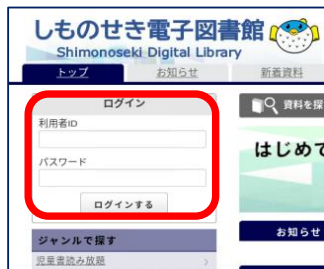 しものせき電子図書館
Shimonoseki Digital Library
トップ
お知らせ
新着資料
ログイン
利用者ID
パスワード
ログインする
ジャンルで探す
児童書読み放題
資料を探
はじめて
お知らせ